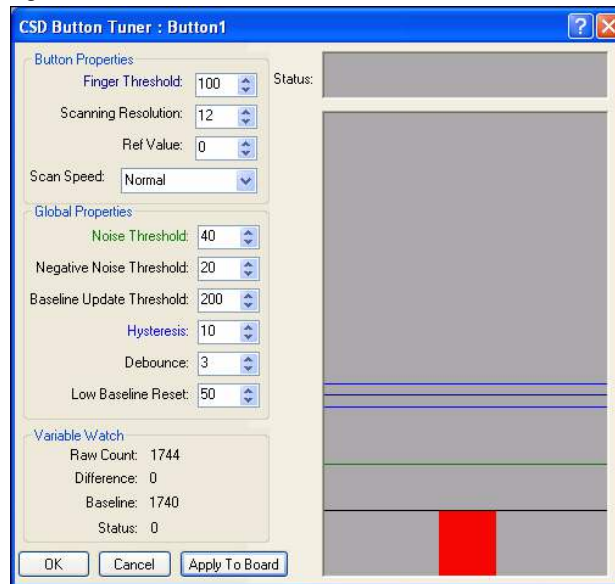 CSD Button Tuner : Button1
Button Properties
Finger Threshold: 100
Scanning Resolution: 12
Ref Value: 0
Scan Speed: Normal
Global Properties
Noise Threshold: 40
Negative Noise Threshold: 20
Baseline Update Threshold: 200
Hysteresis: 10
Debounce: 3
Low Baseline Reset: 50
Variable Watch
Raw Count: 1744
Difference: 0
Baseline: 1740
Status: 0
OK Cancel Apply To Board
Status: